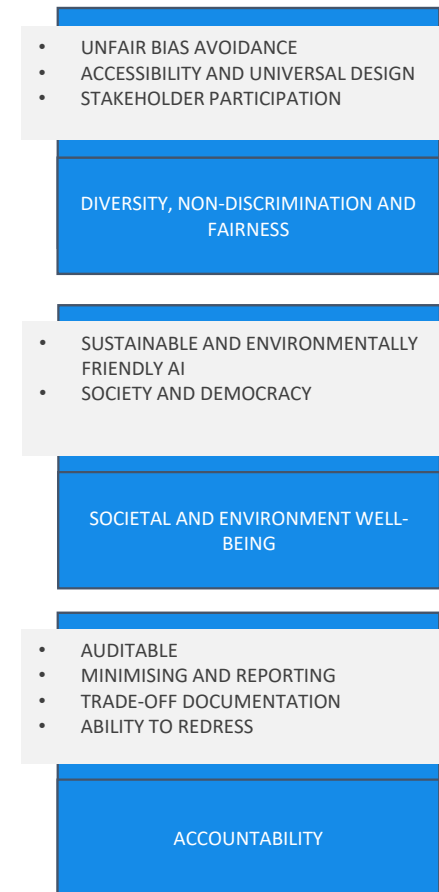 • UNFAIR BIAS AVOIDANCE
• ACCESSIBILITY AND UNIVERSAL DESIGN
• STAKEHOLDER PARTICIPATION
DIVERSITY, NON-DISCRIMINATION AND
FAIRNESS
• SUSTAINABLE AND ENVIRONMENTALLY
FRIENDLY AI
• SOCIETY AND DEMOCRACY
SOCIETAL AND ENVIRONMENT WELL-
BEING
• AUDITABLE
• MINIMISING AND REPORTING
• TRADE-OFF DOCUMENTATION
• ABILITY TO REDRESS
ACCOUNTABILITY